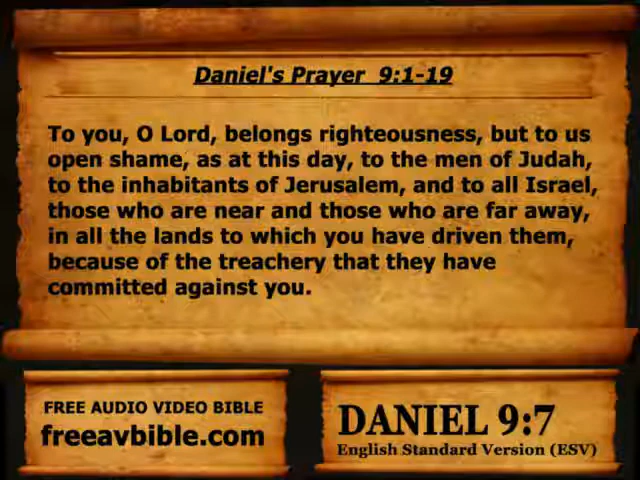 Daniel's Prayer 9:1-19
To you, O Lord, belongs righteousness, but to us
open shame, as at this day, to the men of Judah,
to the inhabitants of Jerusalem, and to all Israel,
those who are near and those who are far away,
in all the lands to which you have driven them,
because of the treachery that they have
committed against you.
FREE AUDIO VIDEO BIBLE
freeavbible.com
DANIEL 9:7
English Standard Version (ESV)